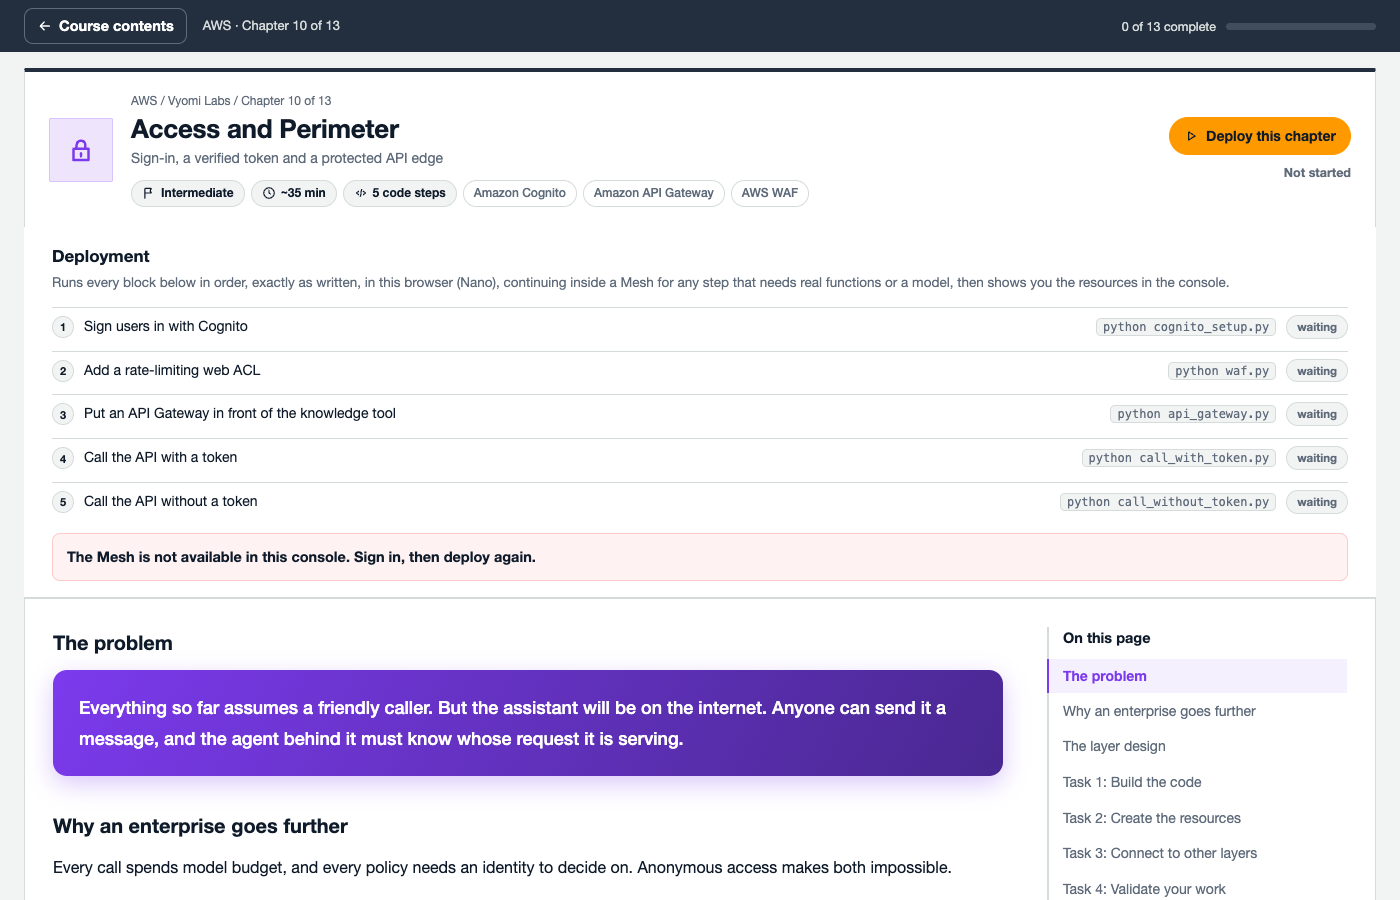 Course contents
AWS · Chapter 10 of 13
0 of 13 complete
AWS / Vyomi Labs / Chapter 10 of 13
Access and Perimeter
Sign-in, a verified token and a protected API edge
Intermediate
~35 min
5 code steps
Amazon Cognito
Amazon API Gateway
AWS WAF
Deploy this chapter
Not started
Deployment
Runs every block below in order, exactly as written, in this browser (Nano), continuing inside a Mesh for any step that needs real functions or a model, then shows you the resources in the console.
1 Sign users in with Cognito python cognito_setup.py waiting
2 Add a rate-limiting web ACL python waf.py waiting
3 Put an API Gateway in front of the knowledge tool python api_gateway.py waiting
4 Call the API with a token python call_with_token.py waiting
5 Call the API without a token python call_without_token.py waiting
The Mesh is not available in this console. Sign in, then deploy again.
The problem
Everything so far assumes a friendly caller. But the assistant will be on the internet. Anyone can send it a
message, and the agent behind it must know whose request it is serving.
Why an enterprise goes further
Every call spends model budget, and every policy needs an identity to decide on. Anonymous access makes both impossible.
On this page
The problem
Why an enterprise goes further
The layer design
Task 1: Build the code
Task 2: Create the resources
Task 3: Connect to other layers
Task 4: Validate your work